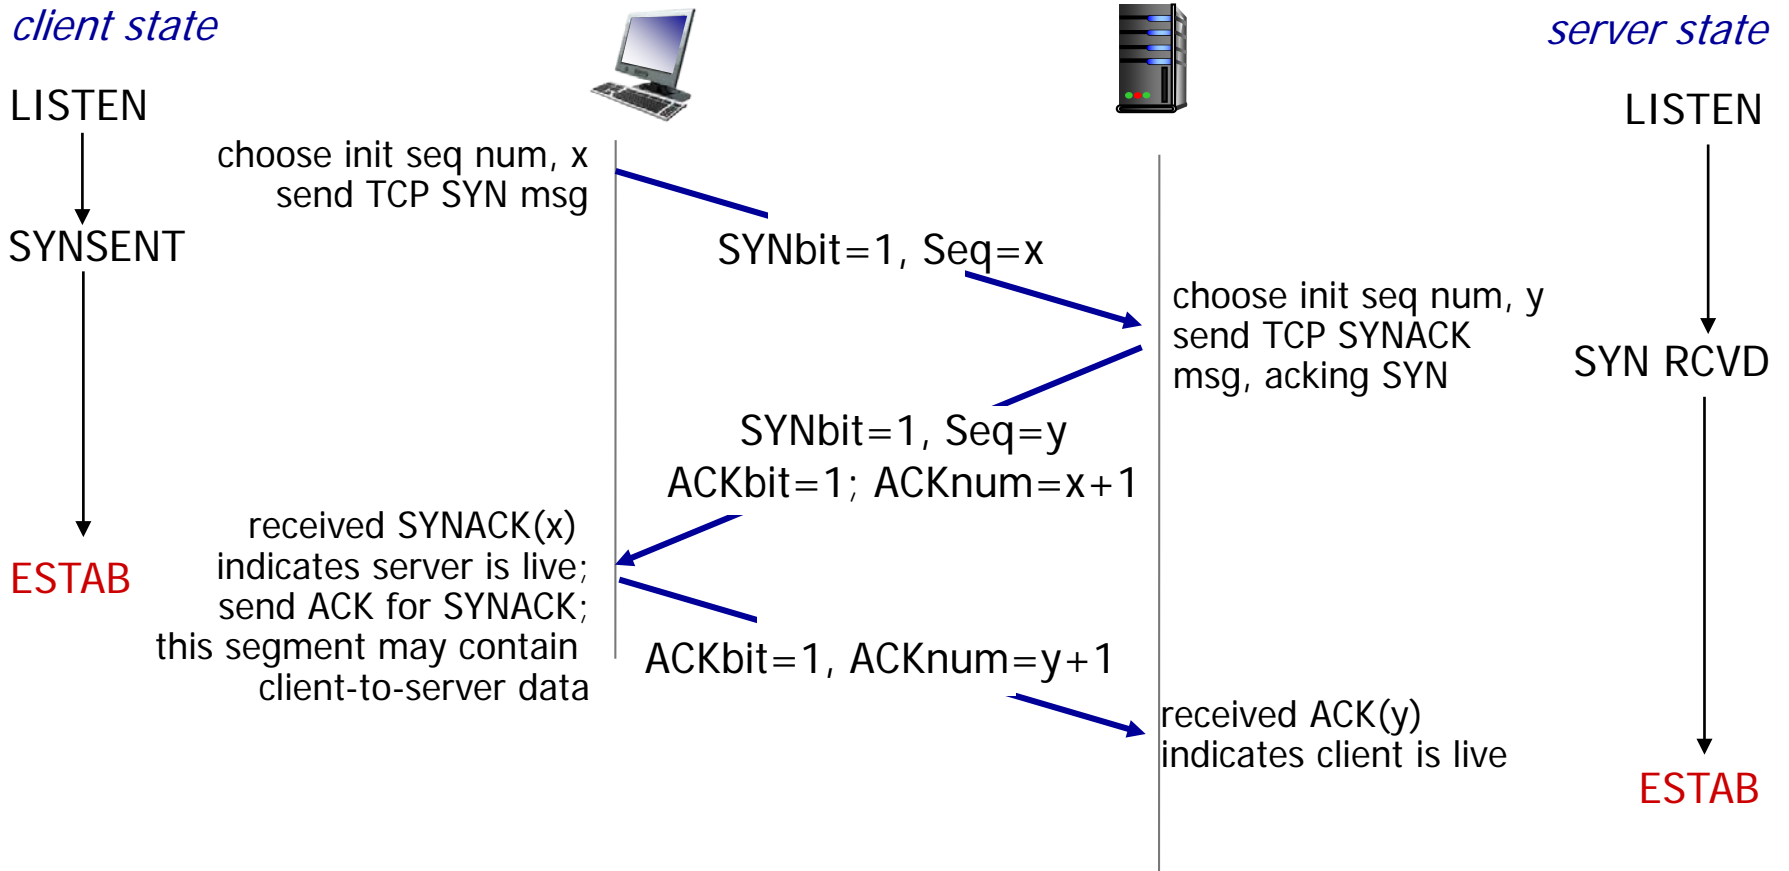 client state
server state
LISTEN
LISTEN
choose init seq num, x
send TCP SYN msg
SYNSENT
SYNbit=1, Seq=x
choose init seq num, y
send TCP SYNACK
msg, acking SYN
SYN RCVD
SYNbit=1, Seq=y
ACKbit=1; ACKnum=x+1
received SYNACK(x)
indicates server is live;
send ACK for SYNACK;
this segment may contain
client-to-server data
ESTAB
ACKbit=1, ACKnum=y+1
received ACK(y)
indicates client is live
ESTAB